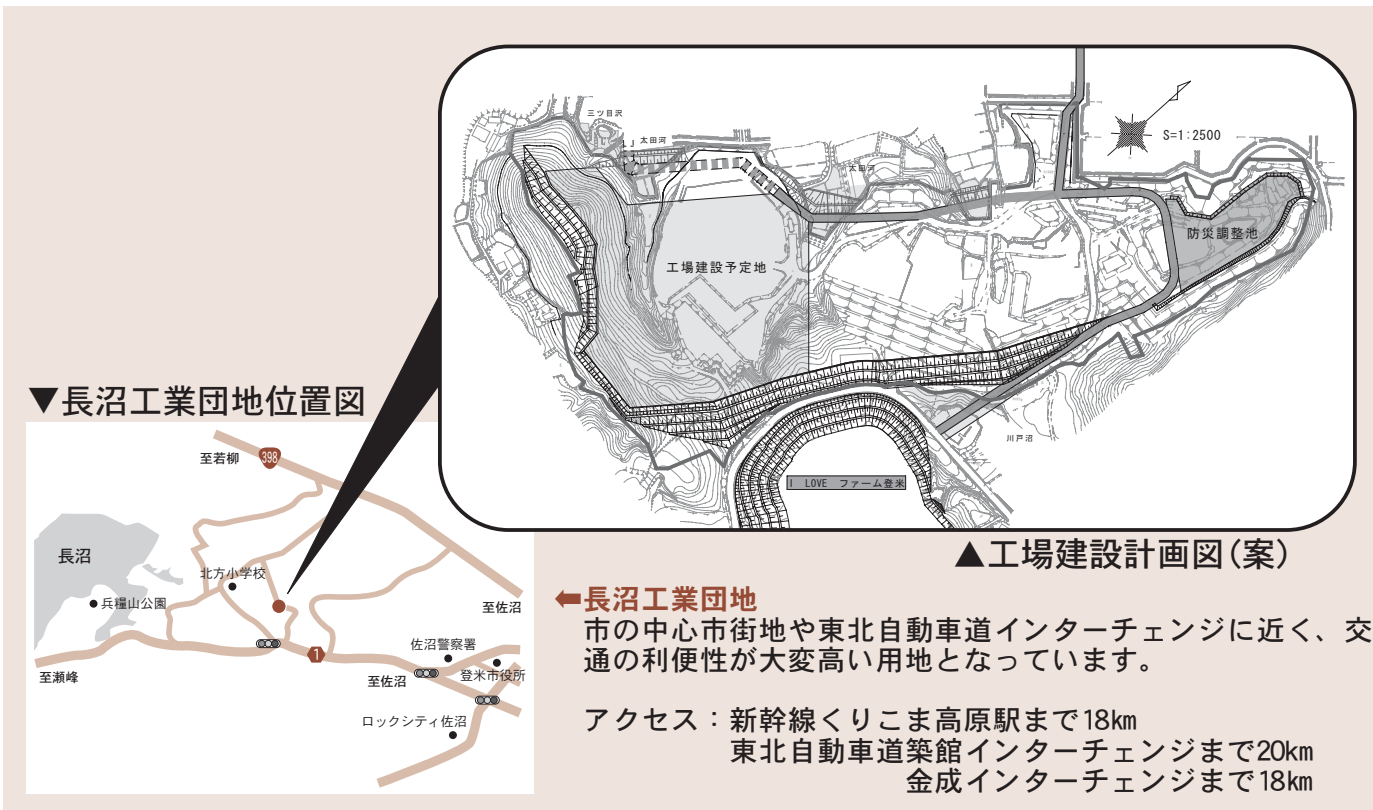 三ツ目沢
太田河
太田河
S=1:2500
防災調整池
工場建設予定地
川戸沼
I LOVE ファーム登米
▲工場建設計画図(案)
▼長沼工業団地位置図
至若柳
398
長沼
北方小学校
兵糧山公園
至佐沼
佐沼警察署
1
至瀬峰
至佐沼
登米市役所
ロックシティ佐沼
⬅長沼工業団地
市の中心市街地や東北自動車道インターチェンジに近く、交
通の利便性が大変高い用地となっています。
アクセス：新幹線くりこま高原駅まで18km
東北自動車道築館インターチェンジまで20km
金成インターチェンジまで18km